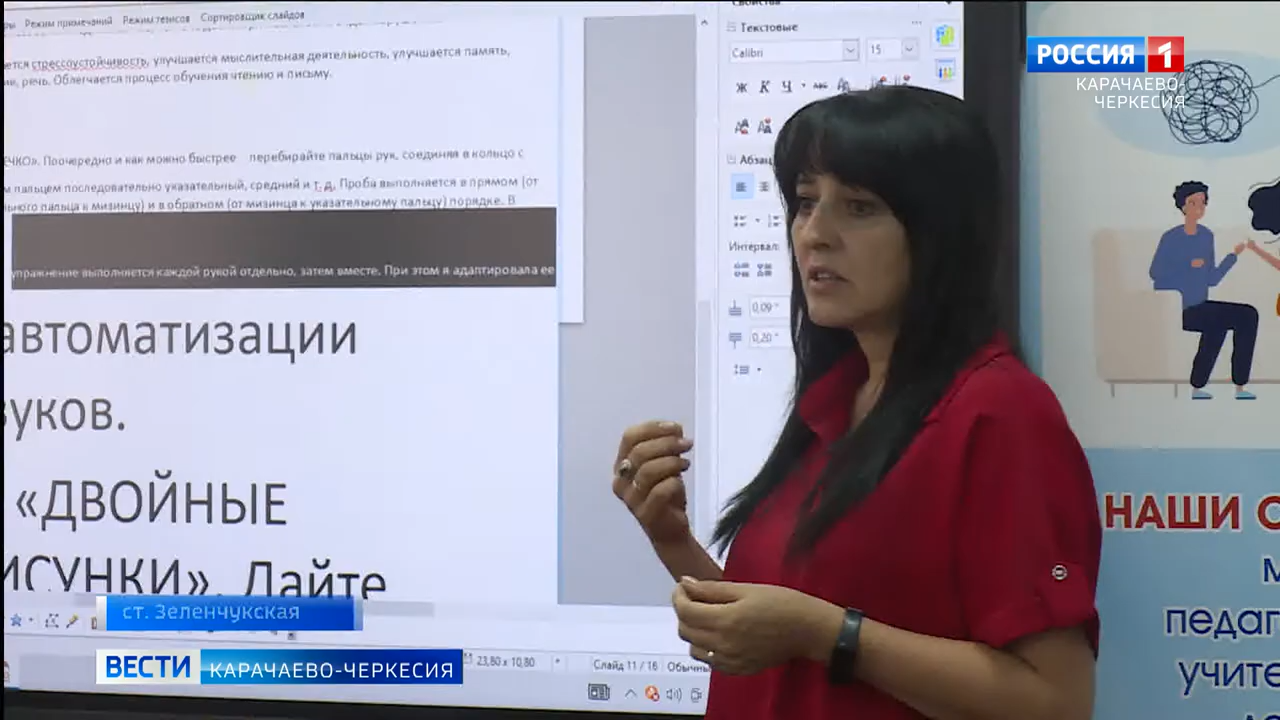 Режим примечаний Режим тезисов Сортировщик слайдов
стрессоустойчивость, улучшается мыслительная деятельность, улучшается память,
речь. Облегчается процесс обучения чтению и письму.
Поочередно и как можно быстрее перебирайте пальцы рук, соединяя в кольцо с
пальцем последовательно указательный, средний и т. д. Проба выполняется в прямом (от
пальца к мизинцу) и в обратном (от мизинца к указательному пальцу) порядке. В
упражнение выполняется каждой рукой отдельно, затем вместе. При этом я адаптировала ее
автоматизации
вуков.
«ДВОЙНЫЕ
ИСУНКИ». Дайте
23,80 x 10,80
Слайд 11 / 16
Обычны
Свойства
Текстовые
Calibri
15
Ж К Ч
Абзац
Интервал:
0,09 "
0,20 "
РОССИЯ 1
КАРАЧАЕВО-
ЧЕРКЕСИЯ
НАШИ С
М
педаг
учите
ст. Зеленчукская
ВЕСТИ КАРАЧАЕВО-ЧЕРКЕСИЯ